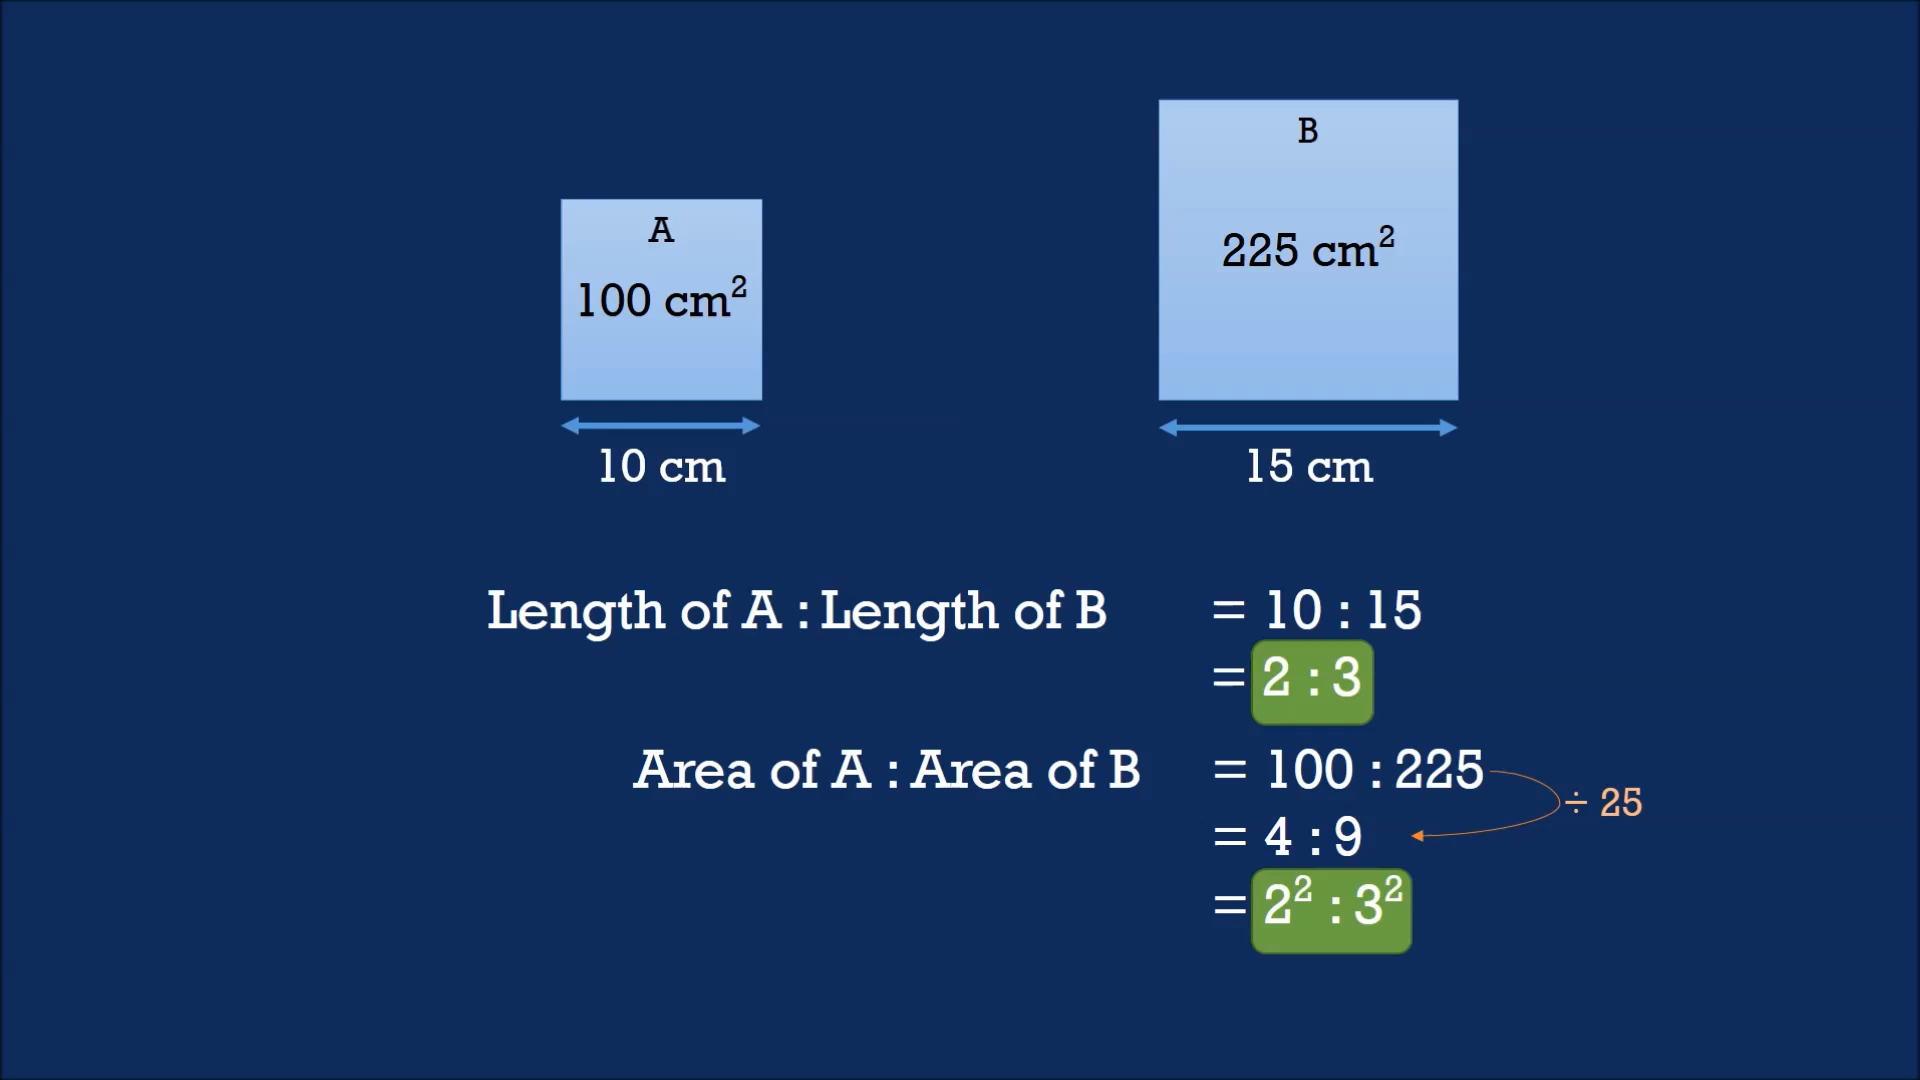 A
100 cm²
10 cm
B
225 cm²
15 cm
Length of A : Length of B = 10 : 15
= 2 : 3
Area of A : Area of B = 100 : 225
÷ 25
= 4 : 9
= 2² : 3²